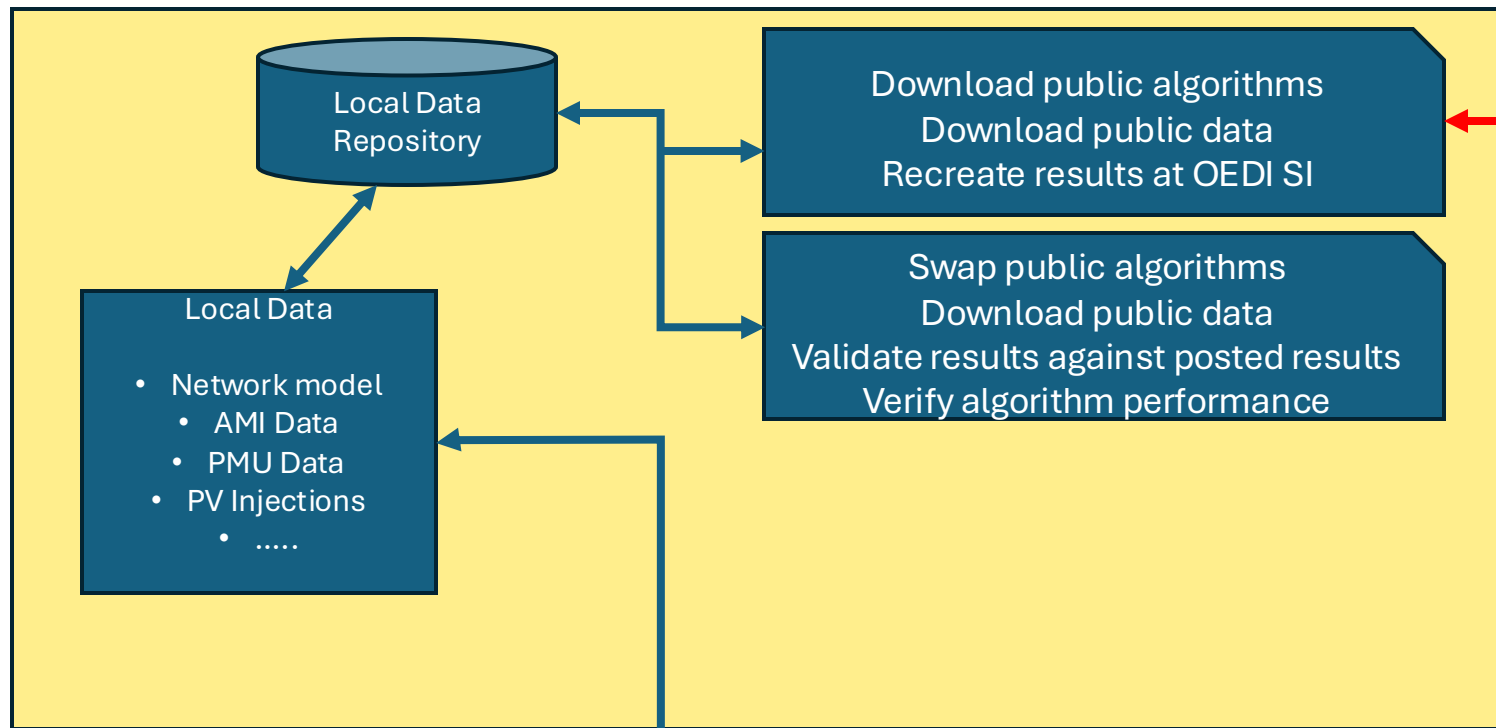 Local Data
Repository
Download public algorithms
Download public data
Recreate results at OEDI SI
Swap public algorithms
Download public data
Validate results against posted results
Verify algorithm performance
Local Data
• Network model
• AMI Data
• PMU Data
• PV Injections
• .....